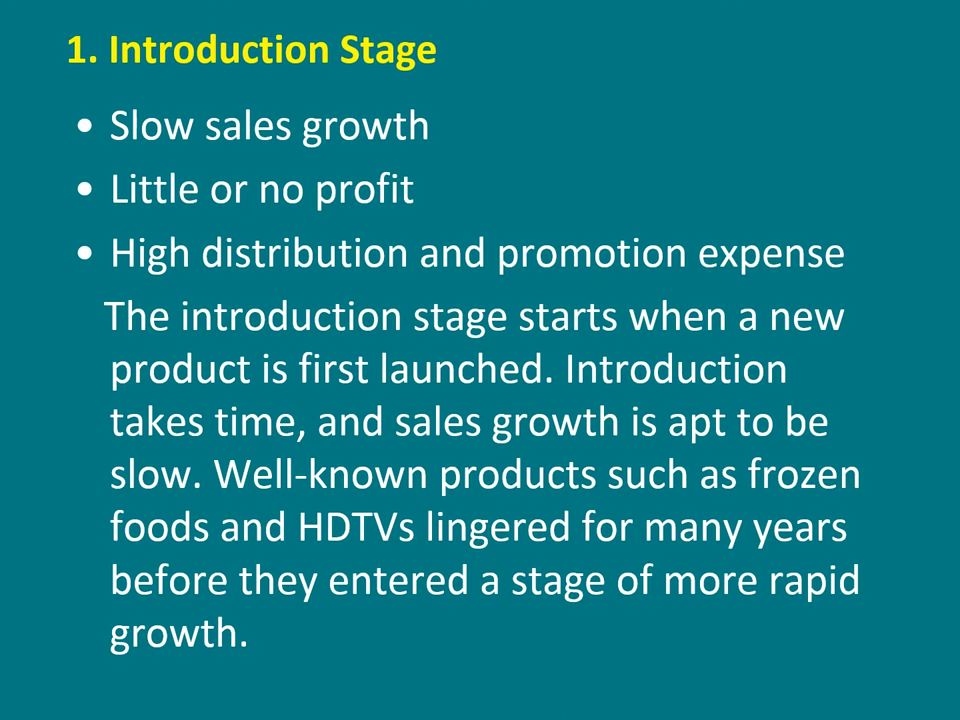 1. Introduction Stage
• Slow sales growth
• Little or no profit
• High distribution and promotion expense
The introduction stage starts when a new
product is first launched. Introduction
takes time, and sales growth is apt to be
slow. Well-known products such as frozen
foods and HDTVs lingered for many years
before they entered a stage of more rapid
growth.